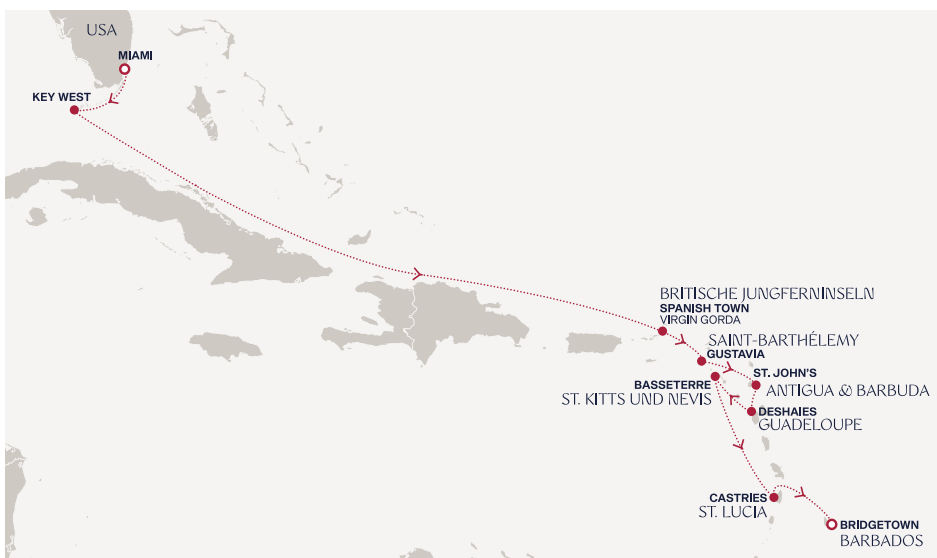 USA
MIAMI
KEY WEST
BRITISCHE JUNGFERNINSELN
SPANISH TOWN
VIRGIN GORDA
SAINT-BARTHÉLEMY
GUSTAVIA
ST. JOHN'S
ANTIGUA & BARBUDA
BASSETERRE
ST. KITTS UND NEVIS
DESHAIES
GUADELOUPE
CASTRIES
ST. LUCIA
BRIDGETOWN
BARBADOS